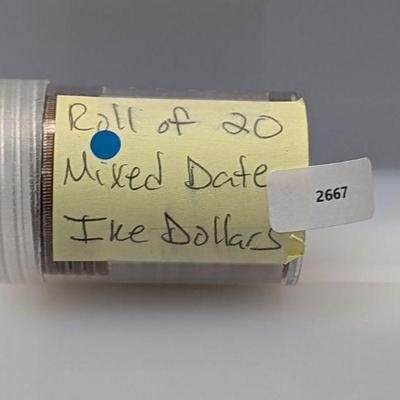 Roll of 20
Mixed Date
Ike Dollars
2667